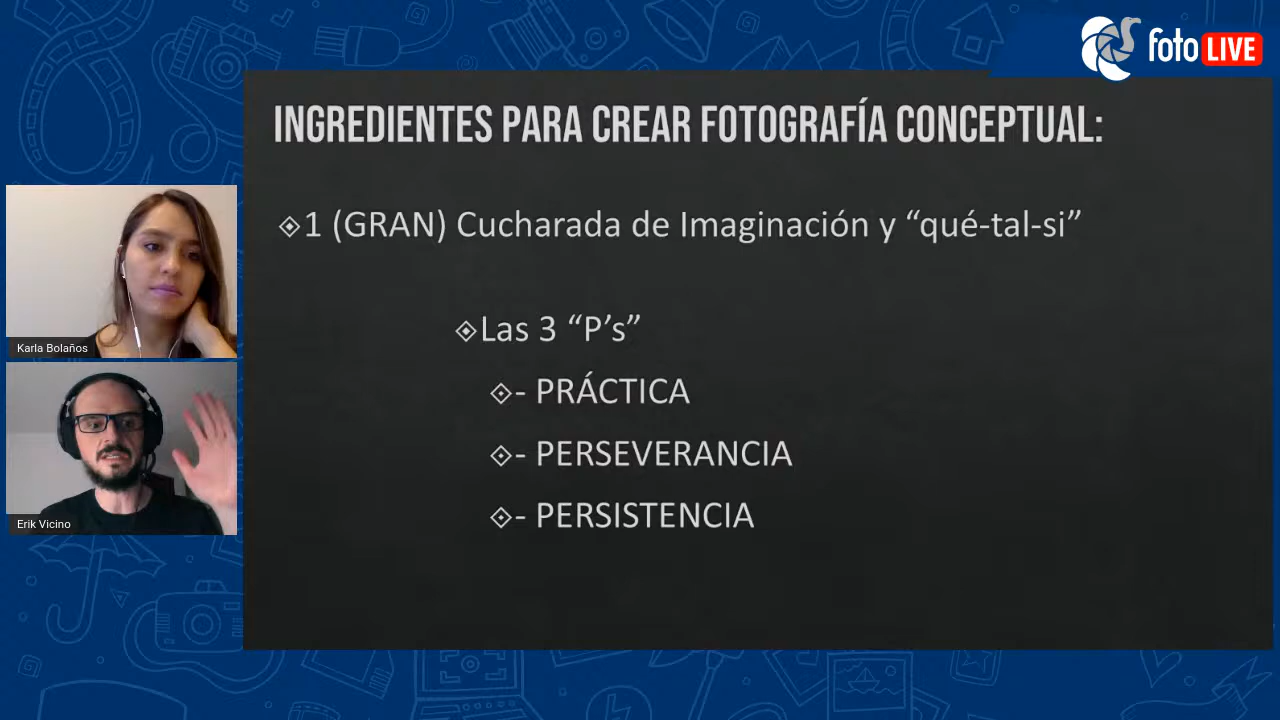 foto LIVE
INGREDIENTES PARA CREAR FOTOGRAFÍA CONCEPTUAL:
1 (GRAN) Cucharada de Imaginación y “qué-tal-si”
Las 3 “P’s”
- PRÁCTICA
- PERSEVERANCIA
- PERSISTENCIA
Karla Bolaños
Erik Vicino